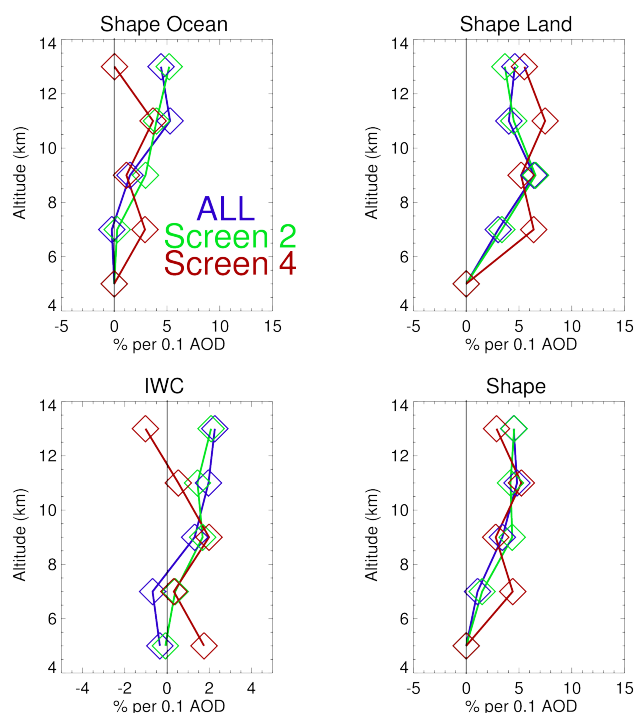 Shape Ocean
14
12
10
8
6
4
Altitude (km)
-5 0 5 10 15
% per 0.1 AOD
ALL
Screen 2
Screen 4
Shape Land
14
12
10
8
6
4
Altitude (km)
-5 0 5 10 15
% per 0.1 AOD
IWC
14
12
10
8
6
4
Altitude (km)
-4 -2 0 2 4
% per 0.1 AOD
Shape
14
12
10
8
6
4
Altitude (km)
-5 0 5 10 15
% per 0.1 AOD